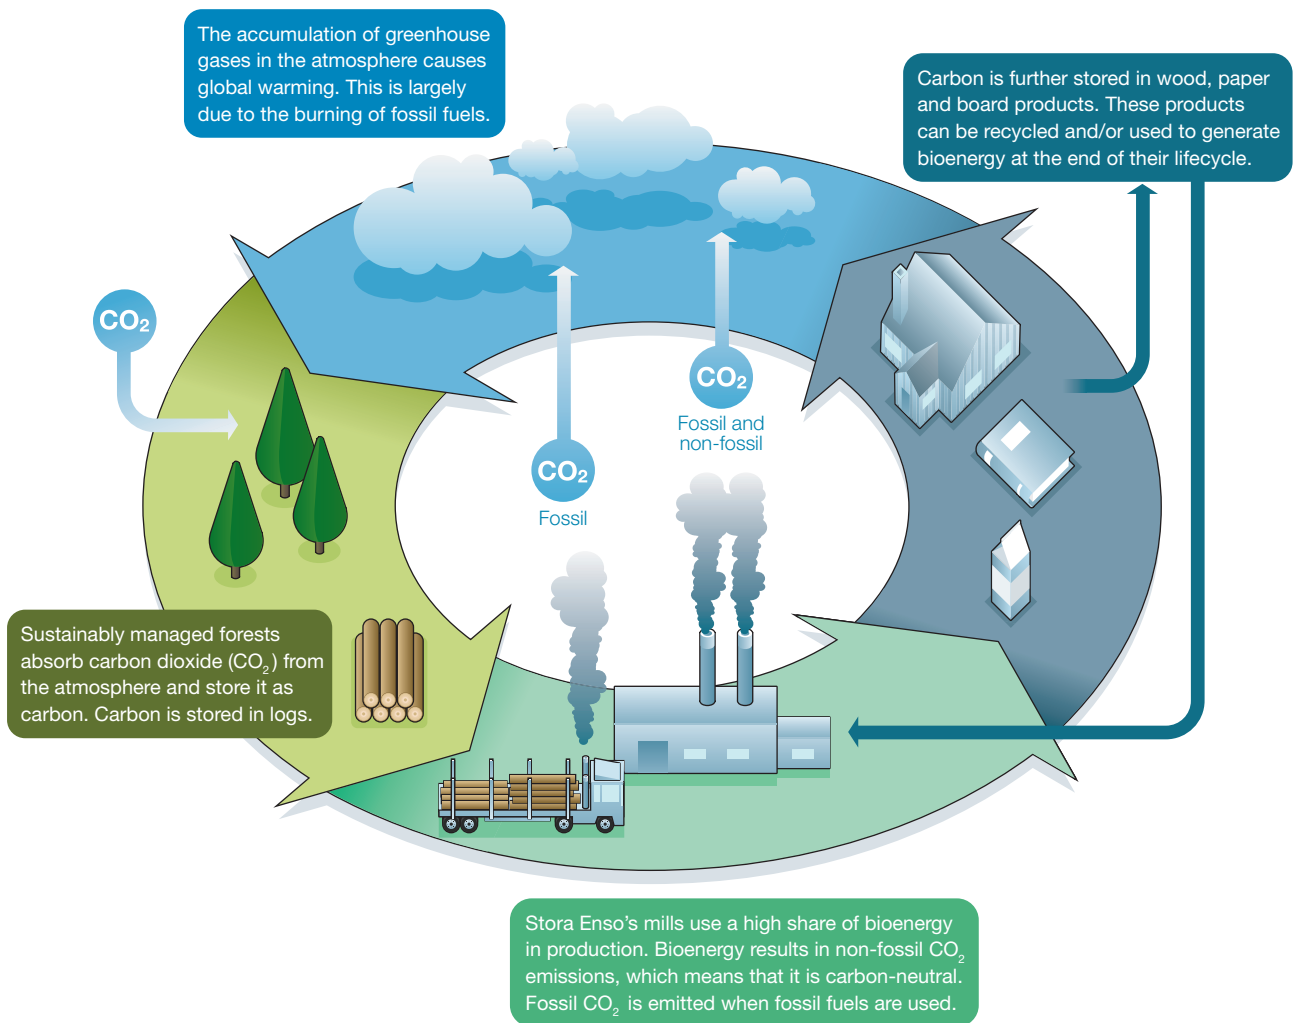 The accumulation of greenhouse
gases in the atmosphere causes
global warming. This is largely
due to the burning of fossil fuels.
Carbon is further stored in wood, paper
and board products. These products
can be recycled and/or used to generate
bioenergy at the end of their lifecycle.
CO₂
CO₂
Fossil and
non-fossil
CO₂
Fossil
Sustainably managed forests
absorb carbon dioxide (CO₂) from
the atmosphere and store it as
carbon. Carbon is stored in logs.
Stora Enso’s mills use a high share of bioenergy
in production. Bioenergy results in non-fossil CO₂
emissions, which means that it is carbon-neutral.
Fossil CO₂ is emitted when fossil fuels are used.